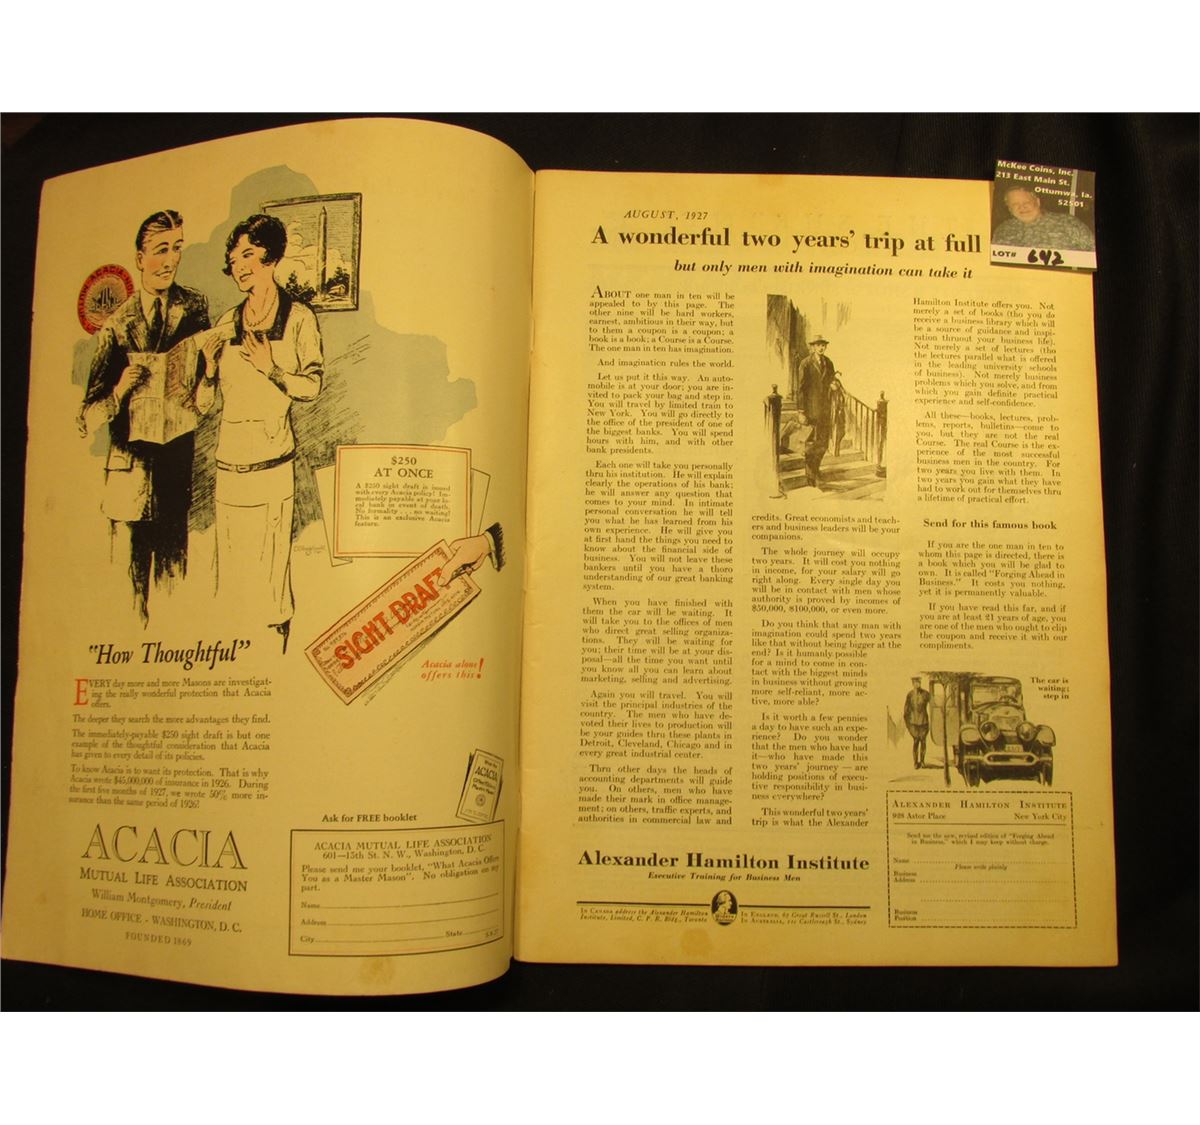 "How Thoughtful"
EVERY day more and more Masons are investigat-
ing the really wonderful protection that Acacia
offers.
The deeper they search the more advantages they find.
The immediately-payable $250 sight draft is but one
example of the thoughtful consideration that Acacia
has given to every detail of its policies.
To know Acacia is to want its protection. That is why
Acacia wrote $45,000,000 of insurance in 1926. During
the first five months of 1927, we wrote 50% more in-
surance than the same period of 1926!
ACACIA
MUTUAL LIFE ASSOCIATION
William Montgomery, President
HOME OFFICE - WASHINGTON, D. C.
FOUNDED 1869
$250
AT ONCE
A $250 sight draft is issued
with every Acacia policy! Im-
mediately payable at your lo-
cal bank in event of death.
No formality . . . no waiting!
This is an exclusive Acacia
feature.
SIGHT-DRAFT
Acacia alone
offers this!
ACACIA
Ask for FREE booklet
ACACIA MUTUAL LIFE ASSOCIATION
601—15th St. N. W., Washington, D. C.
Please send me your booklet, "What Acacia Offers
You as a Master Mason". No obligation on my
part.
Name
Address
City State
AUGUST, 1927
A wonderful two years' trip at full
but only men with imagination can take it
ABOUT one man in ten will be
appealed to by this page. The
other nine will be hard workers,
earnest, ambitious in their way, but
to them a coupon is a coupon; a
book is a book; a Course is a Course.
The one man in ten has imagination.
And imagination rules the world.
Let us put it this way. An auto-
mobile is at your door; you are in-
vited to pack your bag and step in.
You will travel by limited train to
New York. You will go directly to
the office of the president of one of
the biggest banks. You will spend
hours with him, and with other
bank presidents.
Each one will take you personally
thru his institution. He will explain
clearly the operations of his bank;
he will answer any question that
comes to your mind. In intimate
personal conversation he will tell
you what he has learned from his
own experience. He will give you
at first hand the things you need to
know about the financial side of
business. You will not leave these
bankers until you have a thoro
understanding of our great banking
system.
When you have finished with
them the car will be waiting. It
will take you to the offices of men
who direct great selling organiza-
tions. They will be waiting for
you; their time will be at your dis-
posal—all the time you want until
you know all you can learn about
marketing, selling and advertising.
Again you will travel. You will
visit the principal industries of the
country. The men who have de-
voted their lives to production will
be your guides thru these plants in
Detroit, Cleveland, Chicago and in
every great industrial center.
Thru other days the heads of
accounting departments will guide
you. On others, men who have
made their mark in office manage-
ment; on others, traffic experts, and
authorities in commercial law and
credits. Great economists and teach-
ers and business leaders will be your
companions.
The whole journey will occupy
two years. It will cost you nothing
in income, for your salary will go
right along. Every single day you
will be in contact with men whose
authority is proved by incomes of
$50,000, $100,000, or even more.
Do you think that any man with
imagination could spend two years
like that without being bigger at the
end? Is it humanly possible
for a mind to come in con-
tact with the biggest minds
in business without growing
more self-reliant, more ac-
tive, more able?
Is it worth a few pennies
a day to have such an expe-
rience? Do you wonder
that the men who have had
it—who have made this
two years' journey — are
holding positions of execu-
tive responsibility in busi-
ness everywhere?
This wonderful two years'
trip is what the Alexander
Hamilton Institute offers you. Not
merely a set of books (tho you do
receive a business library which will
be a source of guidance and inspi-
ration thruout your business life).
Not merely a set of lectures (tho
the lectures parallel what is offered
in the leading university schools
of business). Not merely business
problems which you solve, and from
which you gain definite practical
experience and self-confidence.
All these—books, lectures, prob-
lems, reports, bulletins—come to
you, but they are not the real
Course. The real Course is the ex-
perience of the most successful
business men in the country. For
two years you live with them. In
two years you gain what they have
had to work out for themselves thru
a lifetime of practical effort.
Send for this famous book
If you are the one man in ten to
whom this page is directed, there is
a book which you will be glad to
own. It is called "Forging Ahead in
Business." It costs you nothing,
yet it is permanently valuable.
If you have read this far, and if
you are at least 21 years of age, you
are one of the men who ought to clip
the coupon and receive it with our
compliments.
The car is
waiting;
step in
ALEXANDER HAMILTON INSTITUTE
928 Astor Place New York City
Send me the new, revised edition of "Forging Ahead
in Business," which I may keep without charge.
Name
Please write plainly
Business
Address
Business
Position
Alexander Hamilton Institute
Executive Training for Business Men
In CANADA address the Alexander Hamilton
Institute, Limited, C. P. R. Bldg., Toronto
In ENGLAND, 67 Great Russell St., London
In AUSTRALIA, 11c Castlereagh St., Sydney
McKee Coins, Inc.
213 East Main St.
Ottumwa, Ia.
52501
LOT# 642